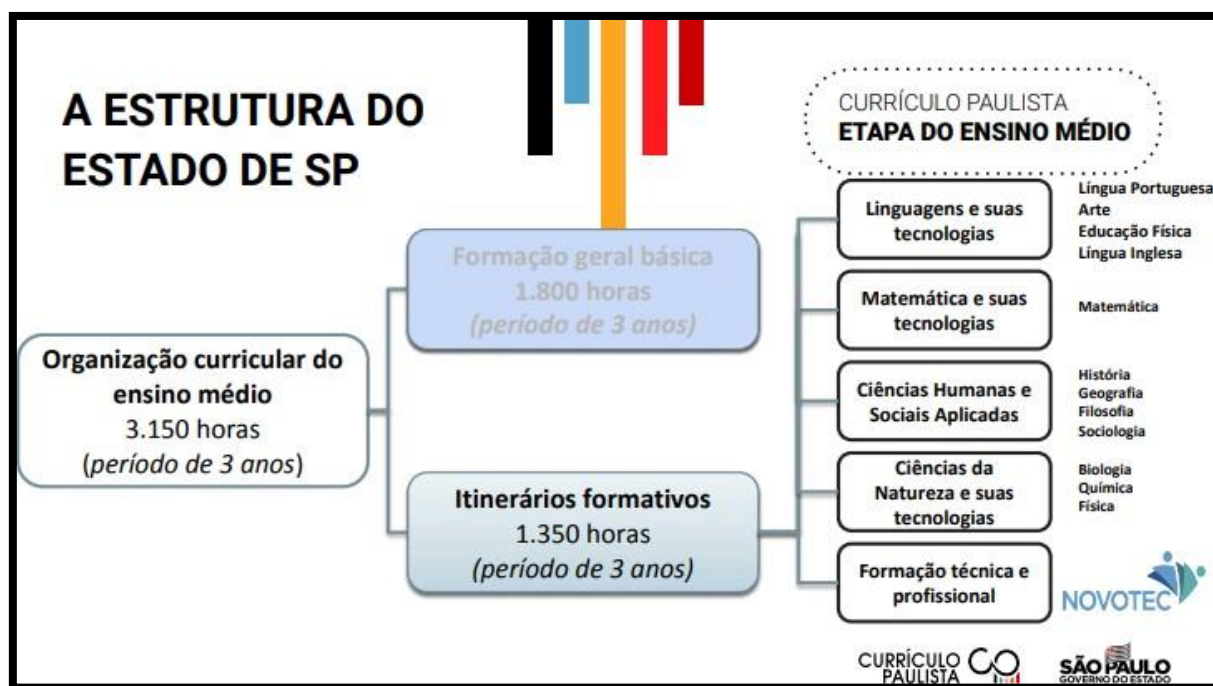 A ESTRUTURA DO
ESTADO DE SP
CURRÍCULO PAULISTA
ETAPA DO ENSINO MÉDIO
Organização curricular do
ensino médio
3.150 horas
(período de 3 anos)
Formação geral básica
1.800 horas
(período de 3 anos)
Itinerários formativos
1.350 horas
(período de 3 anos)
Linguagens e suas
tecnologias
Língua Portuguesa
Arte
Educação Física
Língua Inglesa
Matemática e suas
tecnologias
Matemática
Ciências Humanas e
Sociais Aplicadas
História
Geografia
Filosofia
Sociologia
Ciências da
Natureza e suas
tecnologias
Biologia
Química
Física
Formação técnica e
profissional
NOVOTEC
CURRÍCULO
PAULISTA
SÃO PAULO
GOVERNO DO ESTADO